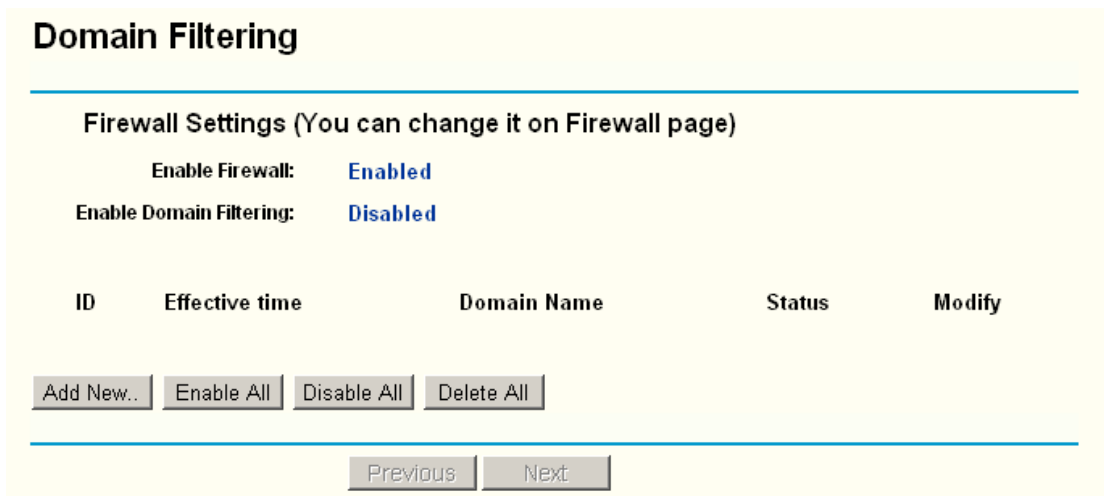 Domain Filtering
Firewall Settings (You can change it on Firewall page)
Enable Firewall: Enabled
Enable Domain Filtering: Disabled
ID Effective time Domain Name Status Modify
Add New.. Enable All Disable All Delete All
Previous Next